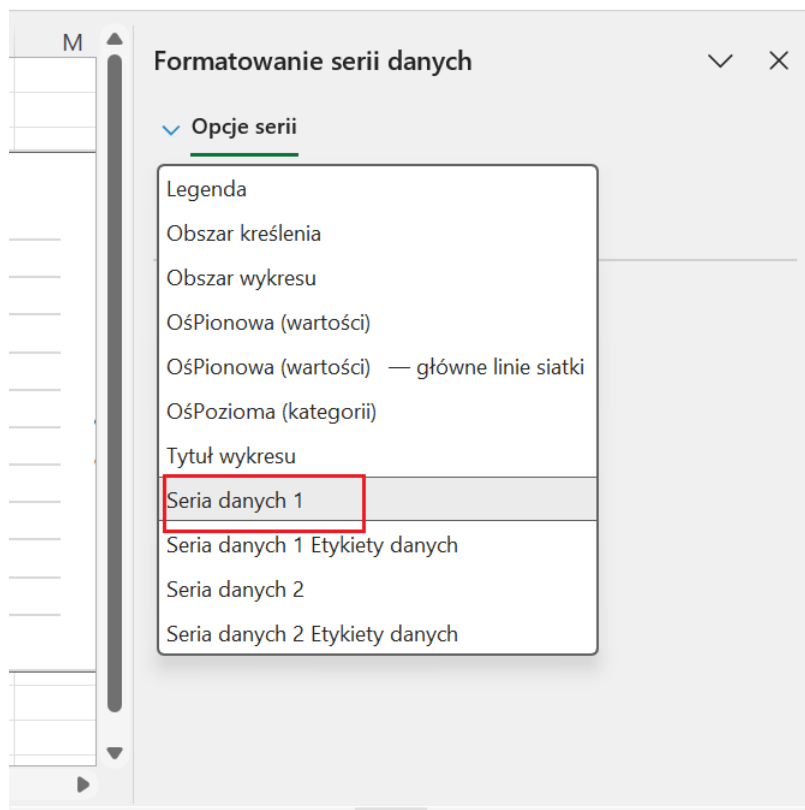 M
Formatowanie serii danych
Opcje serii
Legenda
Obszar kreślenia
Obszar wykresu
OśPionowa (wartości)
OśPionowa (wartości) — główne linie siatki
OśPozioma (kategorii)
Tytuł wykresu
Seria danych 1
Seria danych 1 Etykiety danych
Seria danych 2
Seria danych 2 Etykiety danych